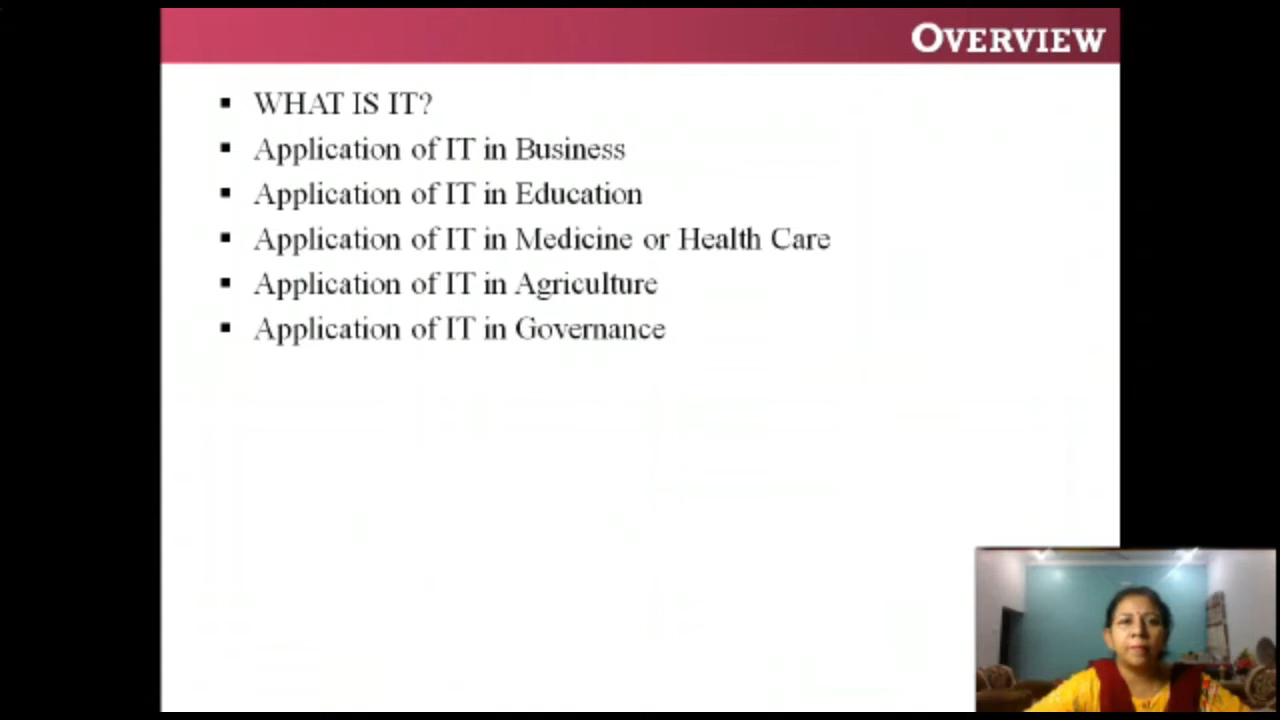 OVERVIEW
WHAT IS IT?
Application of IT in Business
Application of IT in Education
Application of IT in Medicine or Health Care
Application of IT in Agriculture
Application of IT in Governance